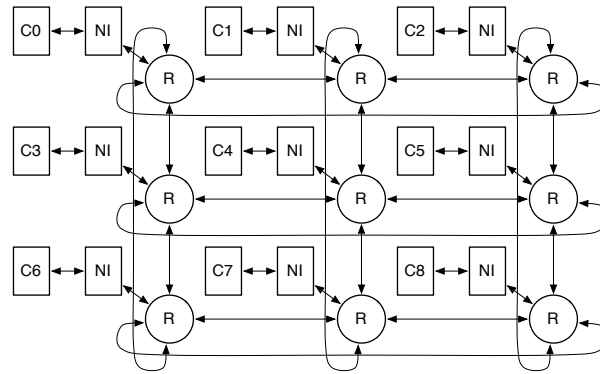 C0 NI C1 NI C2 NI
R R R
C3 NI C4 NI C5 NI
R R R
C6 NI C7 NI C8 NI
R R R